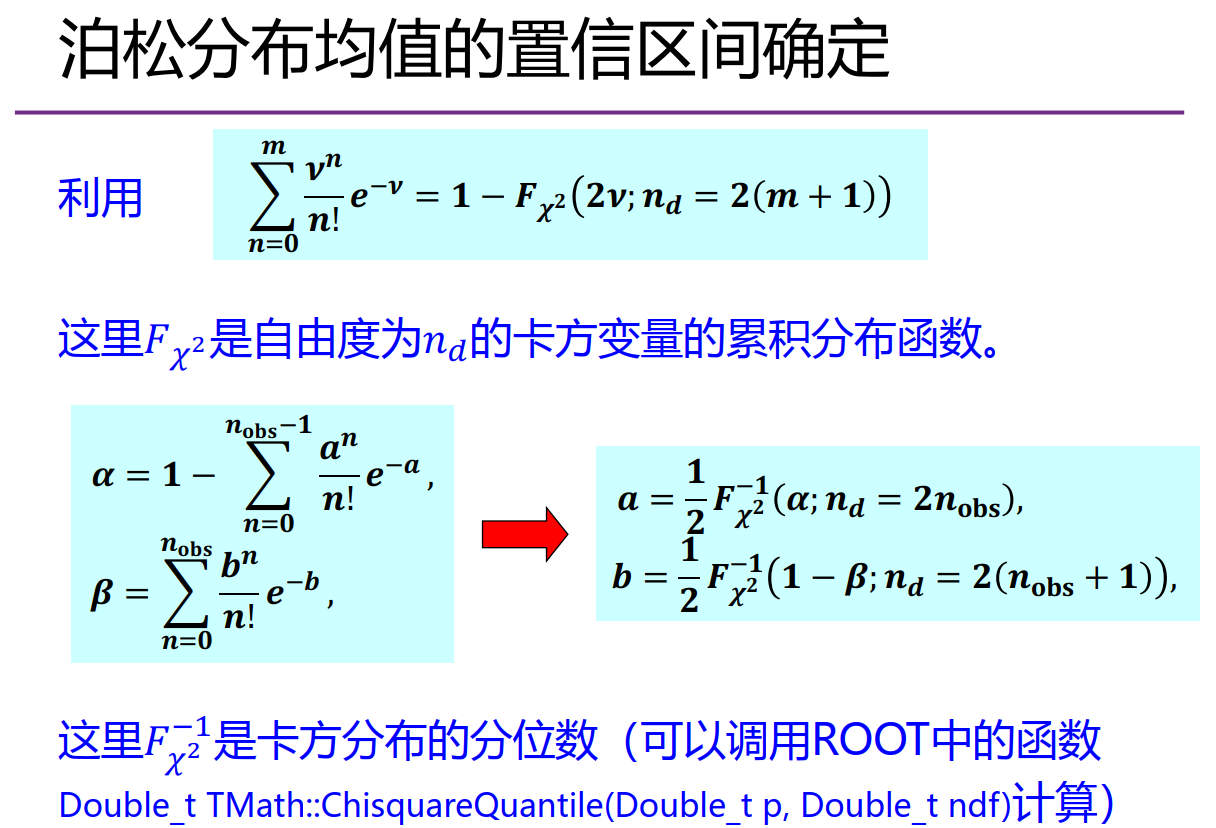 泊松分布均值的置信区间确定
利用 $\sum_{n=0}^{m} \frac{\nu^n}{n!} e^{-\nu} = 1 - F_{\chi^2}(2\nu; n_d = 2(m+1))$
这里$F_{\chi^2}$是自由度为$n_d$的卡方变量的累积分布函数。
$\alpha = 1 - \sum_{n=0}^{n_{\text{obs}}-1} \frac{a^n}{n!} e^{-a},$
$\beta = \sum_{n=0}^{n_{\text{obs}}} \frac{b^n}{n!} e^{-b},$
$a = \frac{1}{2} F_{\chi^2}^{-1}(\alpha; n_d = 2n_{\text{obs}}),$
$b = \frac{1}{2} F_{\chi^2}^{-1}(1-\beta; n_d = 2(n_{\text{obs}}+1)),$
这里$F_{\chi^2}^{-1}$是卡方分布的分位数（可以调用ROOT中的函数
Double_t TMath::ChisquareQuantile(Double_t p, Double_t ndf)计算）